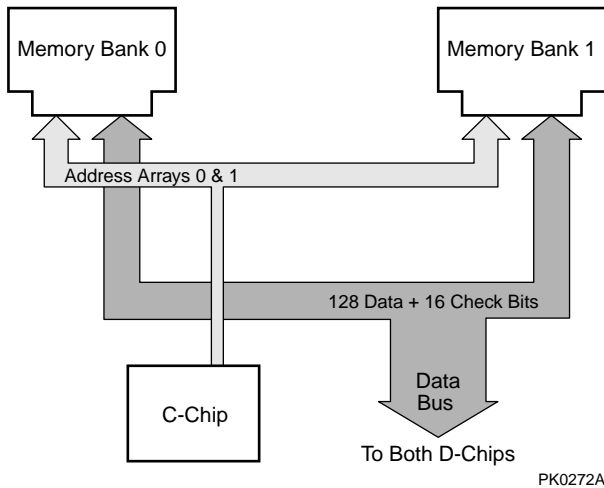 Memory Bank 0
Memory Bank 1
Address Arrays 0 & 1
128 Data + 16 Check Bits
C-Chip
Data
Bus
To Both D-Chips
PK0272A